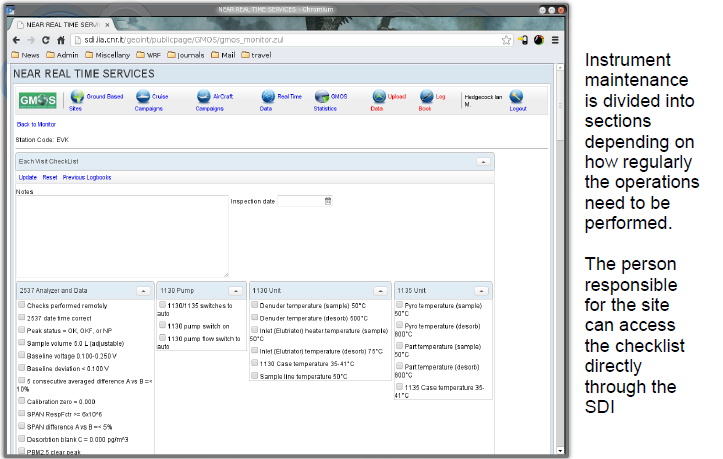 NEAR REAL TIME SERVICES - Chromium
NEAR REAL TIME SERV
sdi.iia.cnr.it/geoint/publicpage/GMOS/gmos_monitor.zul
News Admin Miscellany WRF Journals Mail travel
NEAR REAL TIME SERVICES
GMOS
Ground-Based Sites
Cruise Campaigns
AirCraft Campaigns
Real Time Data
GMOS Statistics
Upload Data
Log Book
Hedgecock Ian M.
Logout
Back to Monitor
Station Code: EVK
Each Visit CheckList
Update Reset Previous Logbooks
Notes
Inspection date
2537 Analyzer and Data
Checks performed remotely
2537 date time correct
Peak status = OK, OKF, or NP
Sample volume 5.0 L (adjustable)
Baseline voltage 0.100-0.250 V
Baseline deviation < 0.100 V
5 consecutive averaged difference A vs B =<
10%
Calibration zero = 0.000
SPAN RespFctr >= 6x10^6
SPAN difference A vs B =< 5%
Desorbtion blank C = 0.000 pg/m^3
PBM2.5 clear peak
1130 Pump
1130/1135 switches to
auto
1130 pump switch on
1130 pump flow switch to
auto
1130 Unit
Denuder temperature (sample) 50°C
Denuder temperature (desorb) 500°C
Inlet (Elutriator) heater temperature (sample)
50°C
Inlet (Elutriator) temperature (desorb) 75°C
1130 Case temperature 35-41°C
Sample line temperature 50°C
1135 Unit
Pyro temperature (sample)
50°C
Pyro temperature (desorb)
800°C
Part temperature (sample)
50°C
Part temperature (desorb)
800°C
1135 Case temperature 35-
41°C
Instrument
maintenance
is divided into
sections
depending on
how regularly
the operations
need to be
performed.
The person
responsible
for the site
can access
the checklist
directly
through the
SDI